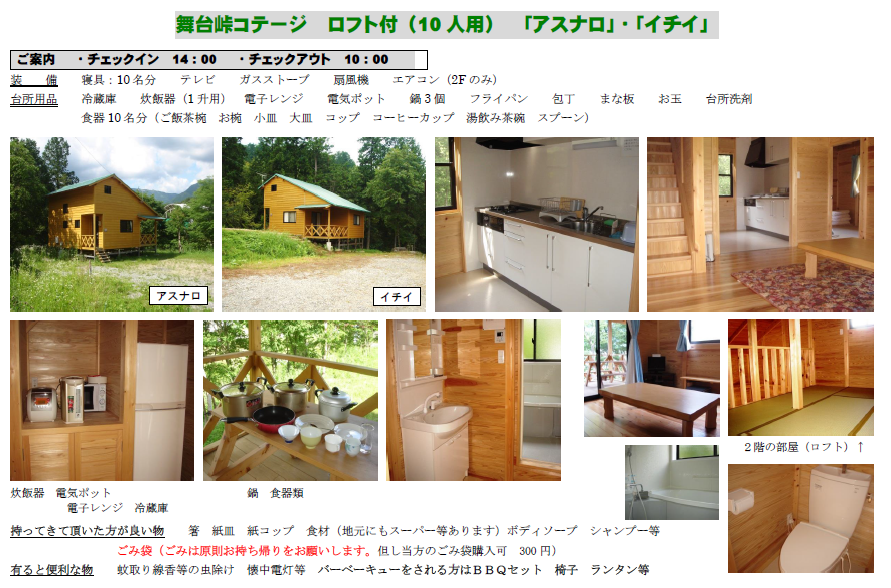 舞台峠コテージ　ロフト付（10人用）　「アスナロ」・「イチイ」
ご案内　・チェックイン　14：00　・チェックアウト　10：00
装　備　寝具：10名分　テレビ　ガスストーブ　扇風機　エアコン（2Fのみ）
台所用品　冷蔵庫　炊飯器（1升用）　電子レンジ　電気ポット　鍋3個　フライパン　包丁　まな板　お玉　台所洗剤
食器10名分（ご飯茶椀　お椀　小皿　大皿　コップ　コーヒーカップ　湯飲み茶碗　スプーン）
アスナロ
イチイ
２階の部屋（ロフト）↑
炊飯器　電気ポット
電子レンジ　冷蔵庫
鍋　食器類
持ってきて頂いた方が良い物　箸　紙皿　紙コップ　食材（地元にもスーパー等あります）ボディソープ　シャンプー等
ごみ袋（ごみは原則お持ち帰りをお願いします。但し当方のごみ袋購入可　300円）
有ると便利な物　蚊取り線香等の虫除け　懐中電灯等　バーベーキューをされる方はＢＢＱセット　椅子　ランタン等